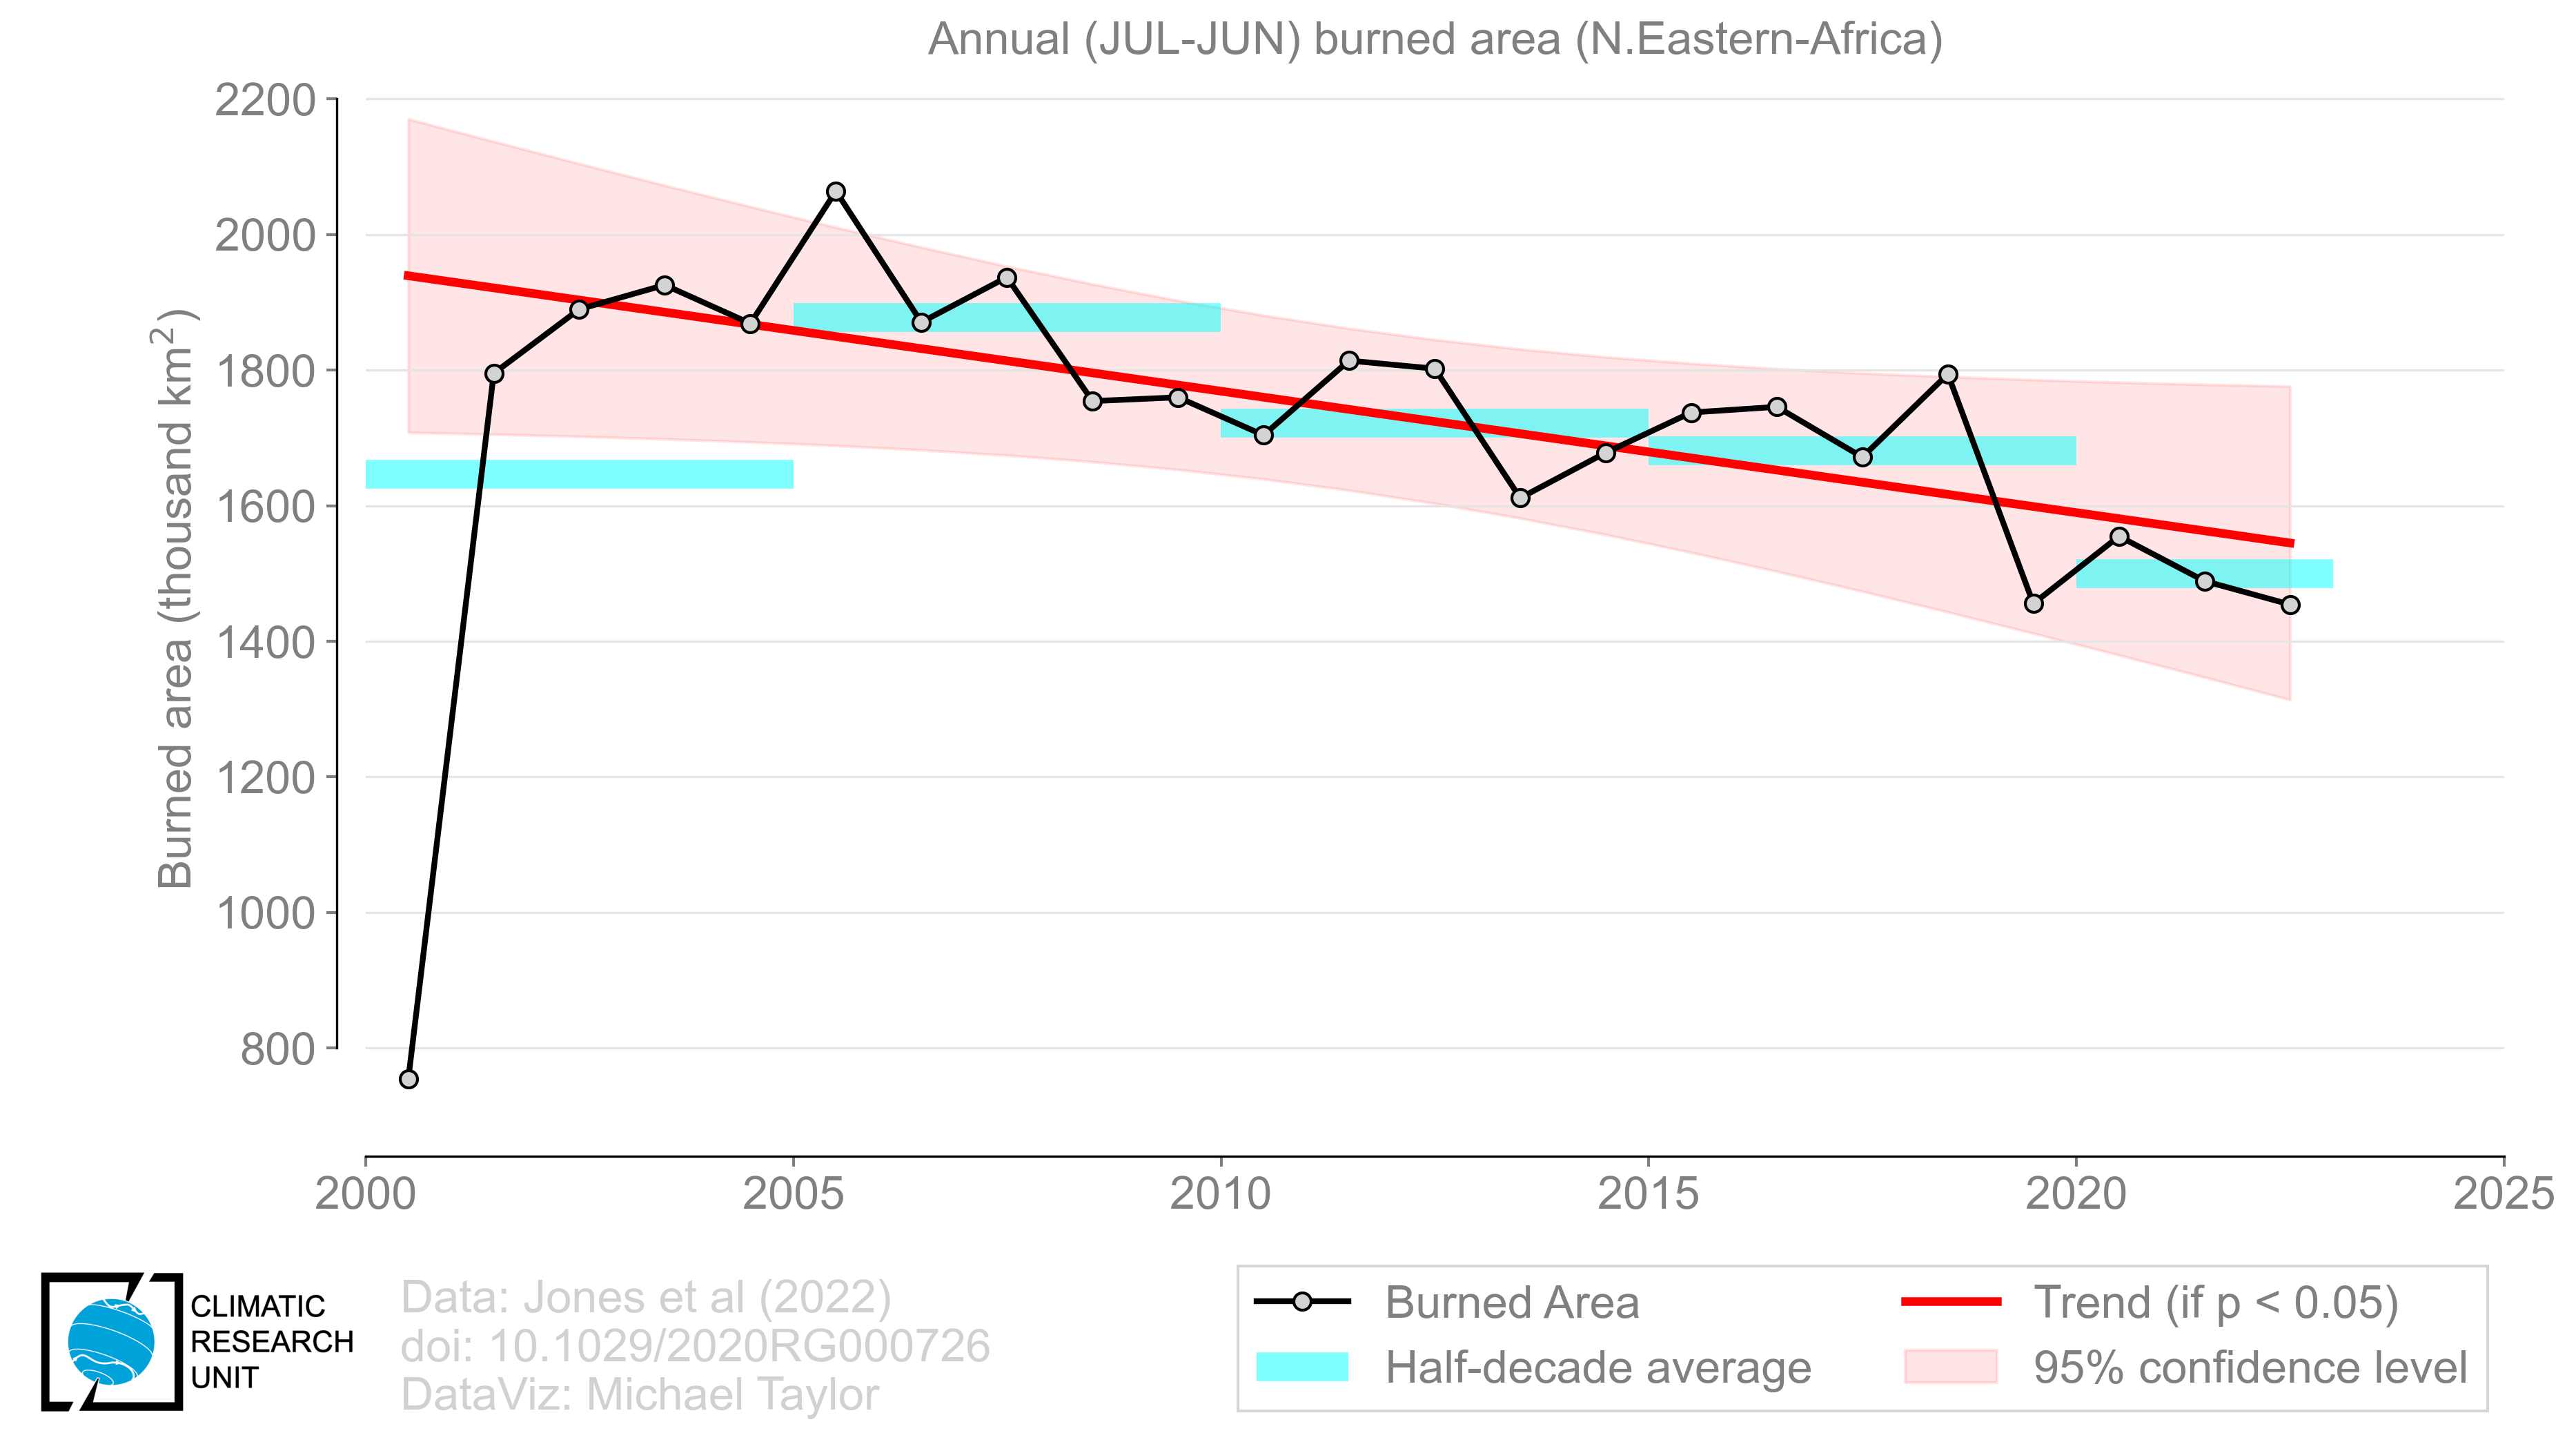 Annual (JUL-JUN) burned area (N.Eastern-Africa)
Burned area (thousand km²)
2200
2000
1800
1600
1400
1200
1000
800
2000
2005
2010
2015
2020
2025
CLIMATIC
RESEARCH
UNIT
Data: Jones et al (2022)
doi: 10.1029/2020RG000726
DataViz: Michael Taylor
Burned Area
Half-decade average
Trend (if p < 0.05)
95% confidence level